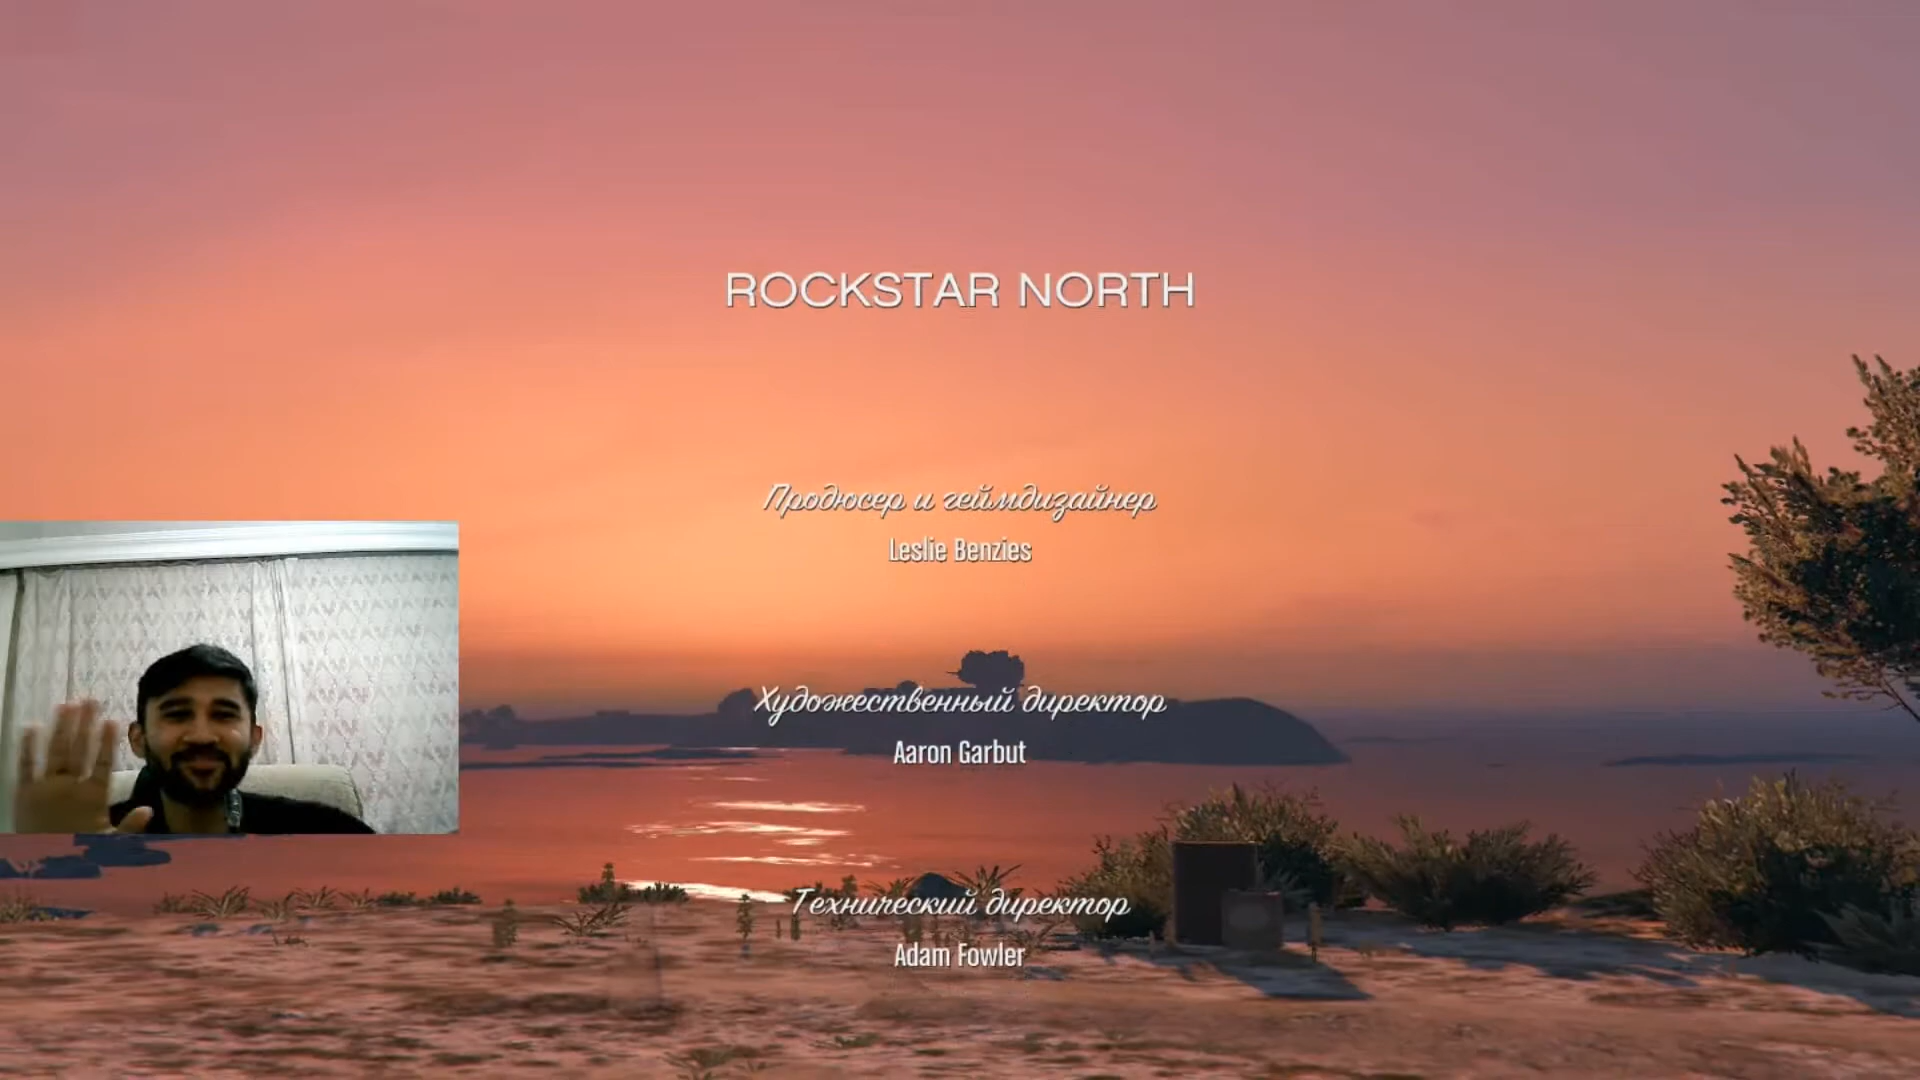 ROCKSTAR NORTH
Продюсер и геймдизайнер
Leslie Benzies
Художественный директор
Aaron Garbut
Технический директор
Adam Fowler